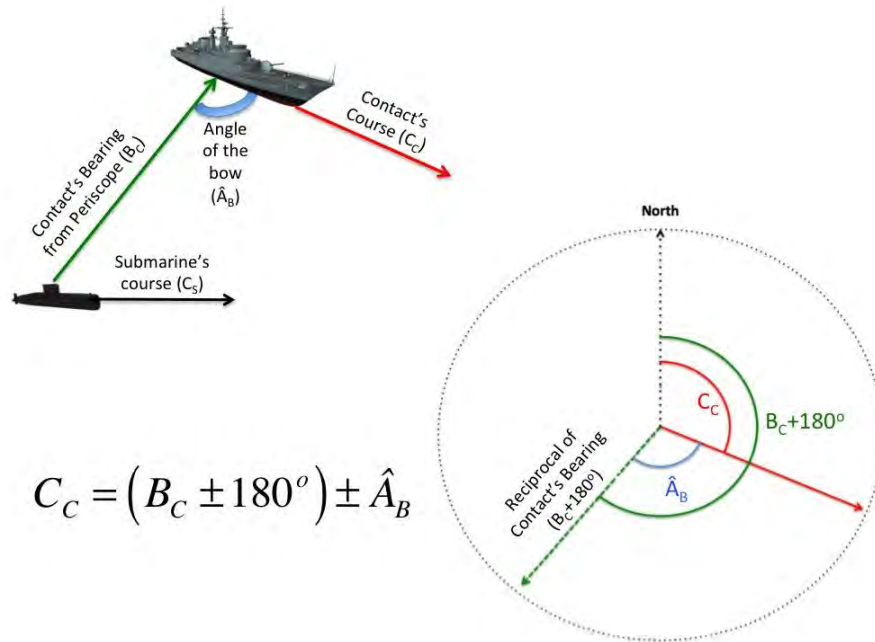 Contact's Bearing
from Periscope (B_C)
Angle
of the
bow
(Â_B)
Contact's
Course (C_C)
Submarine's
course (C_S)
C_C = (B_C ± 180°) ± Â_B
North
C_C
B_C+180°
Â_B
Reciprocal of
Contact's Bearing
(B_C+180°)